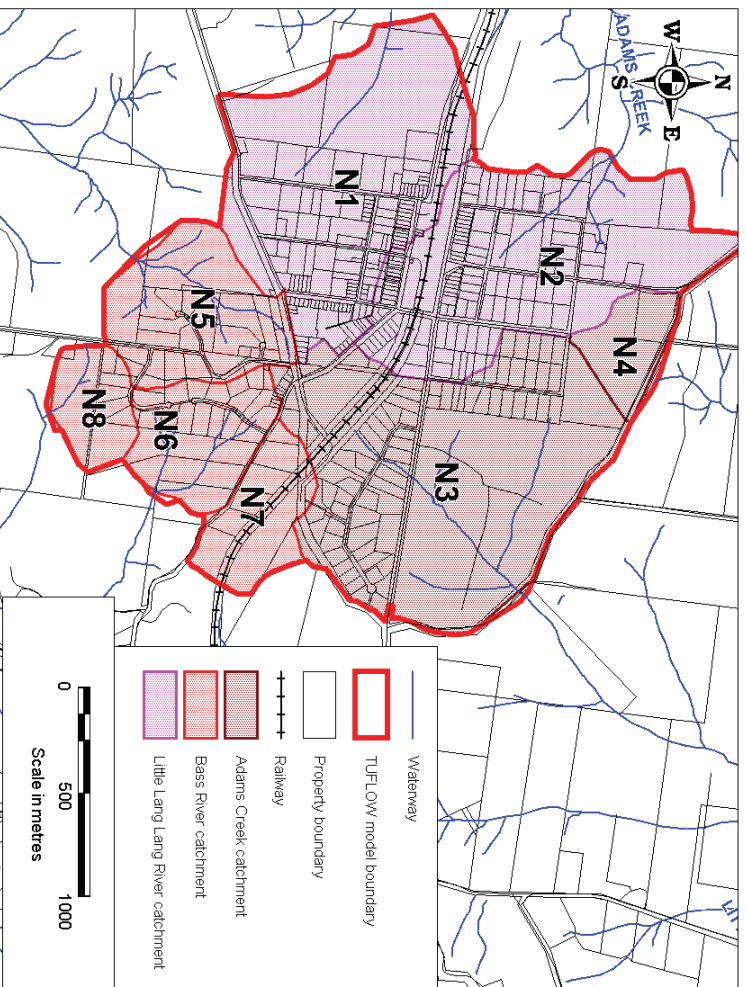 ADAMS CREEK
N
W
E
S
N1
N2
N4
N5
N3
N6
N8
N7
Waterway
TUFLOW model boundary
Property boundary
Railway
Adams Creek catchment
Bass River catchment
Little Lang Lang River catchment
0 500 1000
Scale in metres